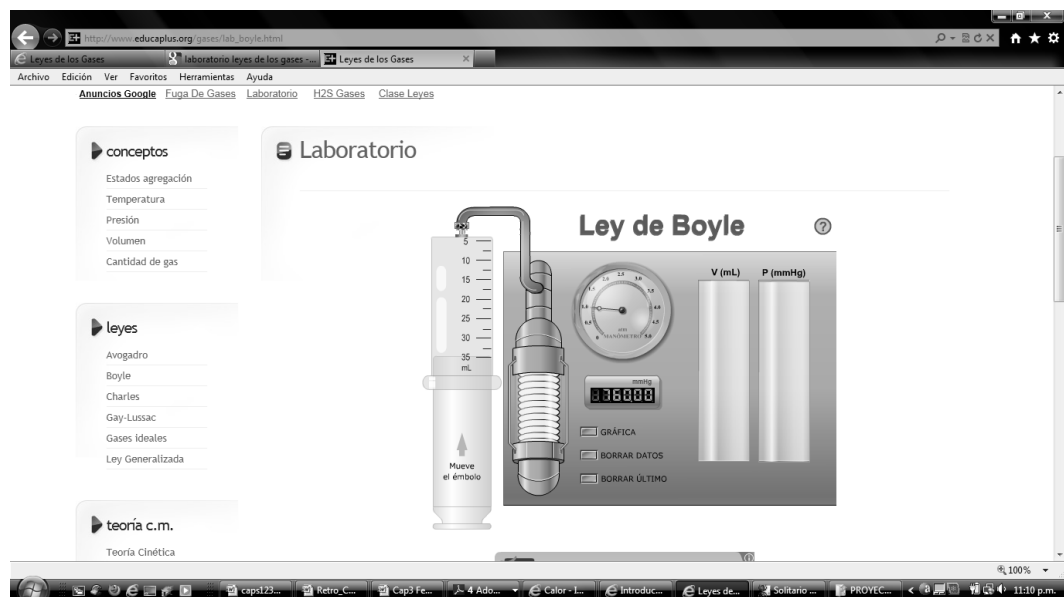 http://www.educaplus.org/gases/lab_boyle.html
Leyes de los Gases
laboratorio leyes de los gases -...
Leyes de los Gases
Archivo Edición Ver Favoritos Herramientas Ayuda
Anuncios Google Fuga De Gases Laboratorio H2S Gases Clase Leyes
conceptos
Estados agregación
Temperatura
Presión
Volumen
Cantidad de gas
leyes
Avogadro
Boyle
Charles
Gay-Lussac
Gases ideales
Ley Generalizada
teoría c.m.
Teoría Cinética
Laboratorio
Ley de Boyle
5
10
15
20
25
30
35
mL
Mueve
el émbolo
MANÓMETRO
mmHg
760,00
GRÁFICA
BORRAR DATOS
BORRAR ÚLTIMO
V (mL) P (mmHg)
100%
caps123... Retro_C... Cap3 Fe... 4 Ado... Calor - I... Introduc... Leyes de... Solitario ... PROYEC... 11:10 p.m.